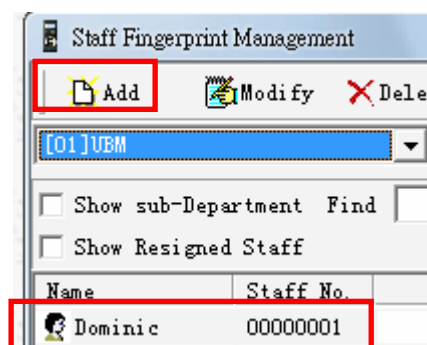 Staff Fingerprint Management
Add Modify Dele
[01]UBM
Show sub-Department Find
Show Resigned Staff
Name Staff No.
Dominic 00000001